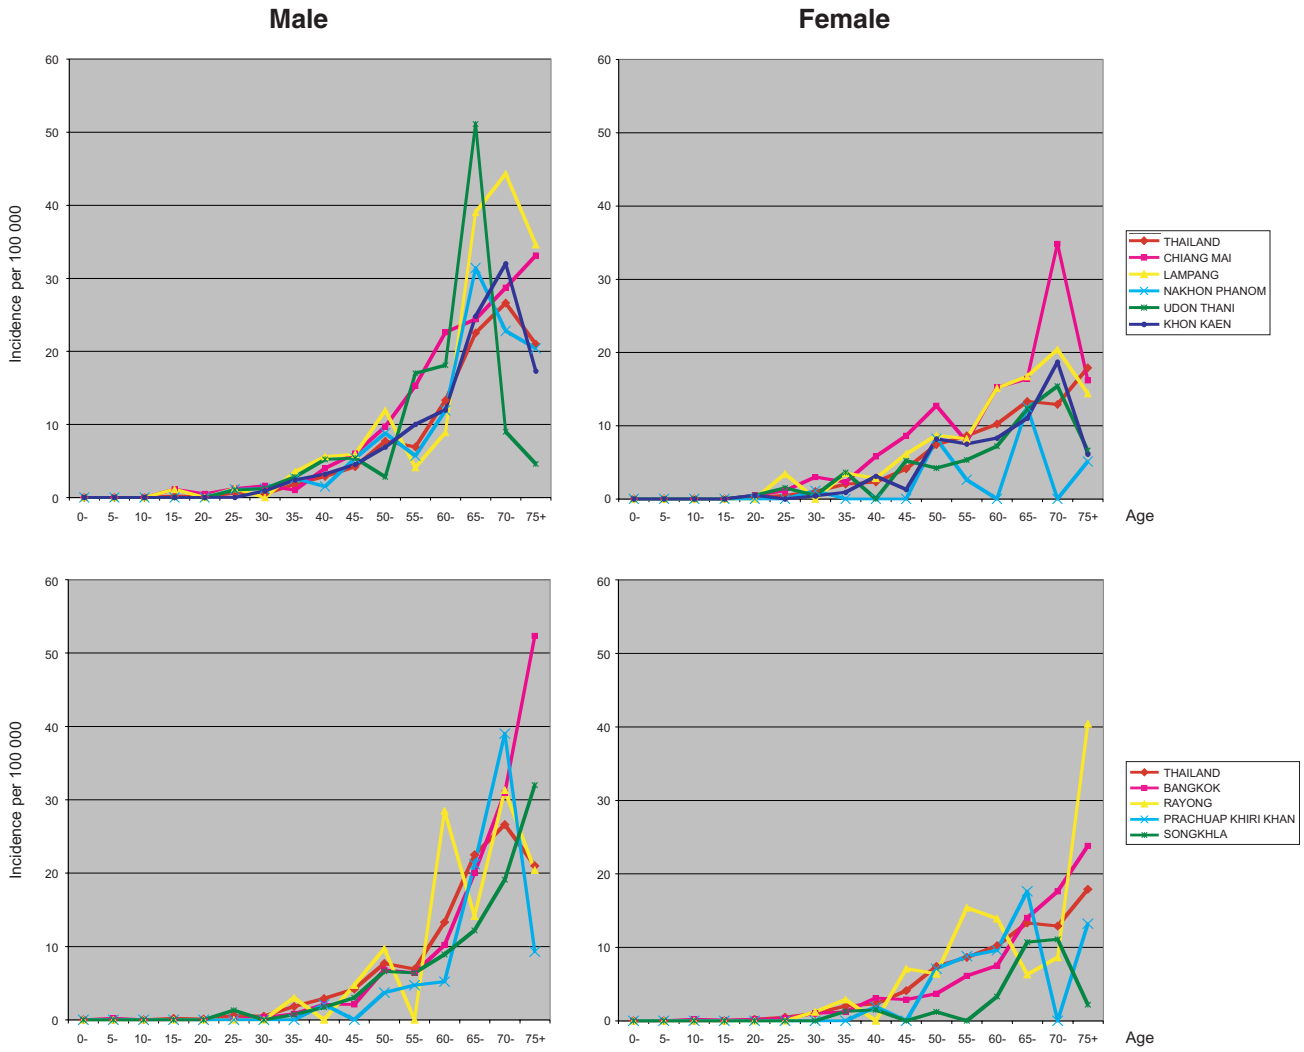 Male
Female
60
50
40
30
20
10
0
Incidence per 100 000
0- 5- 10- 15- 20- 25- 30- 35- 40- 45- 50- 55- 60- 65- 70- 75+
60
50
40
30
20
10
0
0- 5- 10- 15- 20- 25- 30- 35- 40- 45- 50- 55- 60- 65- 70- 75+
Age
THAILAND
CHIANG MAI
LAMPANG
NAKHON PHANOM
UDON THANI
KHON KAEN
60
50
40
30
20
10
0
Incidence per 100 000
0- 5- 10- 15- 20- 25- 30- 35- 40- 45- 50- 55- 60- 65- 70- 75+
60
50
40
30
20
10
0
0- 5- 10- 15- 20- 25- 30- 35- 40- 45- 50- 55- 60- 65- 70- 75+
Age
THAILAND
BANGKOK
RAYONG
PRACHUAP KHIRI KHAN
SONGKHLA